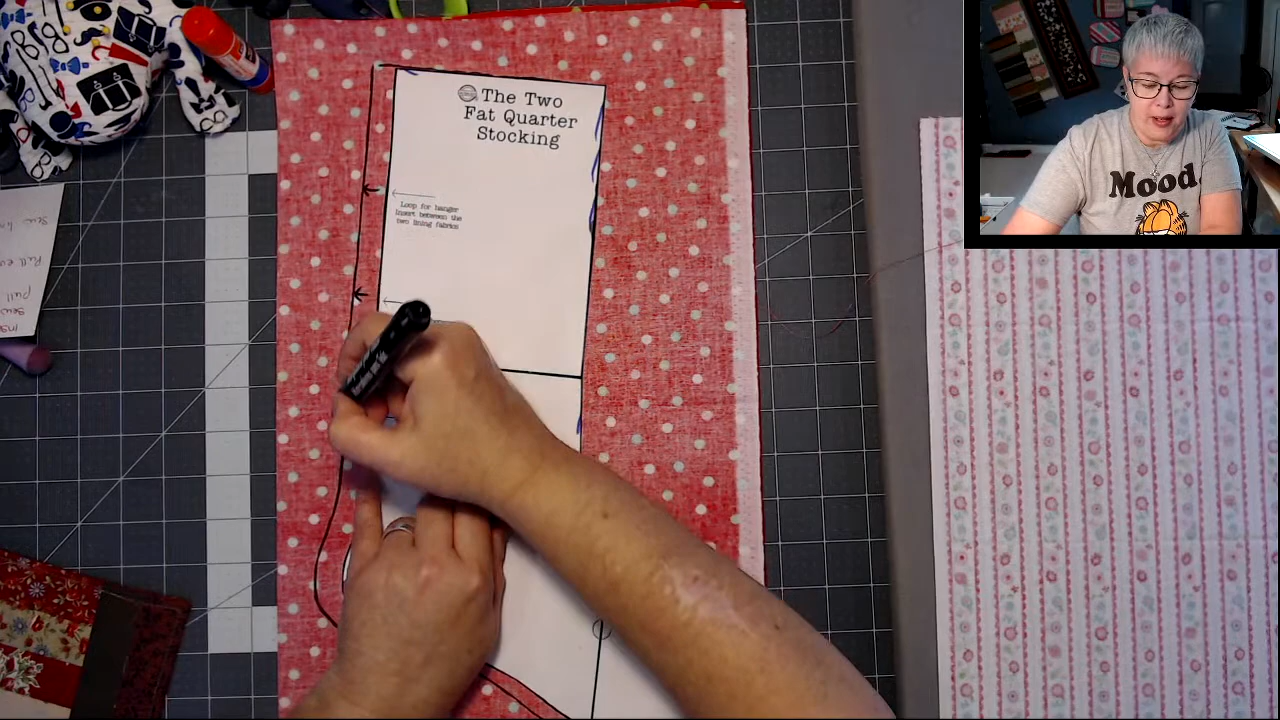 The Two
Fat Quarter
Stocking
Loop for hanger
Insert between the
two lining fabrics
Mood